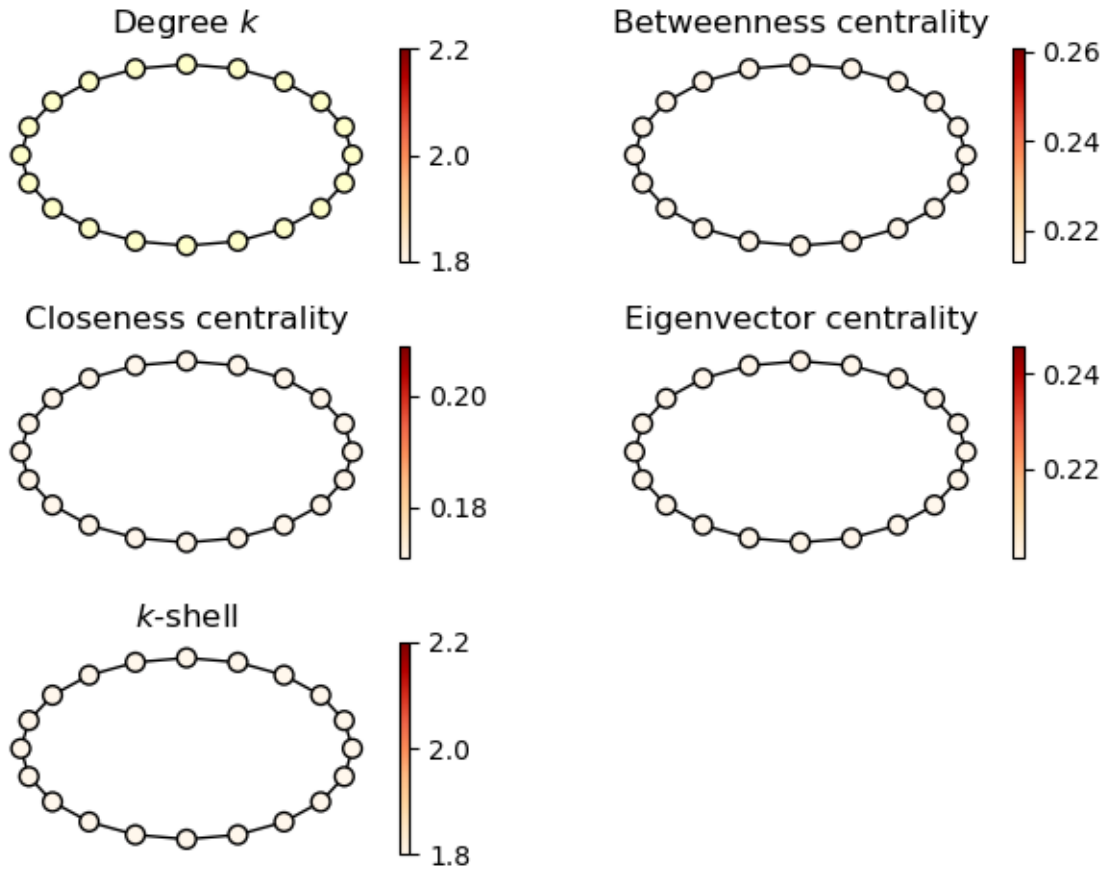 Degree k
2.2
2.0
1.8
Betweenness centrality
0.26
0.24
0.22
Closeness centrality
0.20
0.18
Eigenvector centrality
0.24
0.22
k-shell
2.2
2.0
1.8